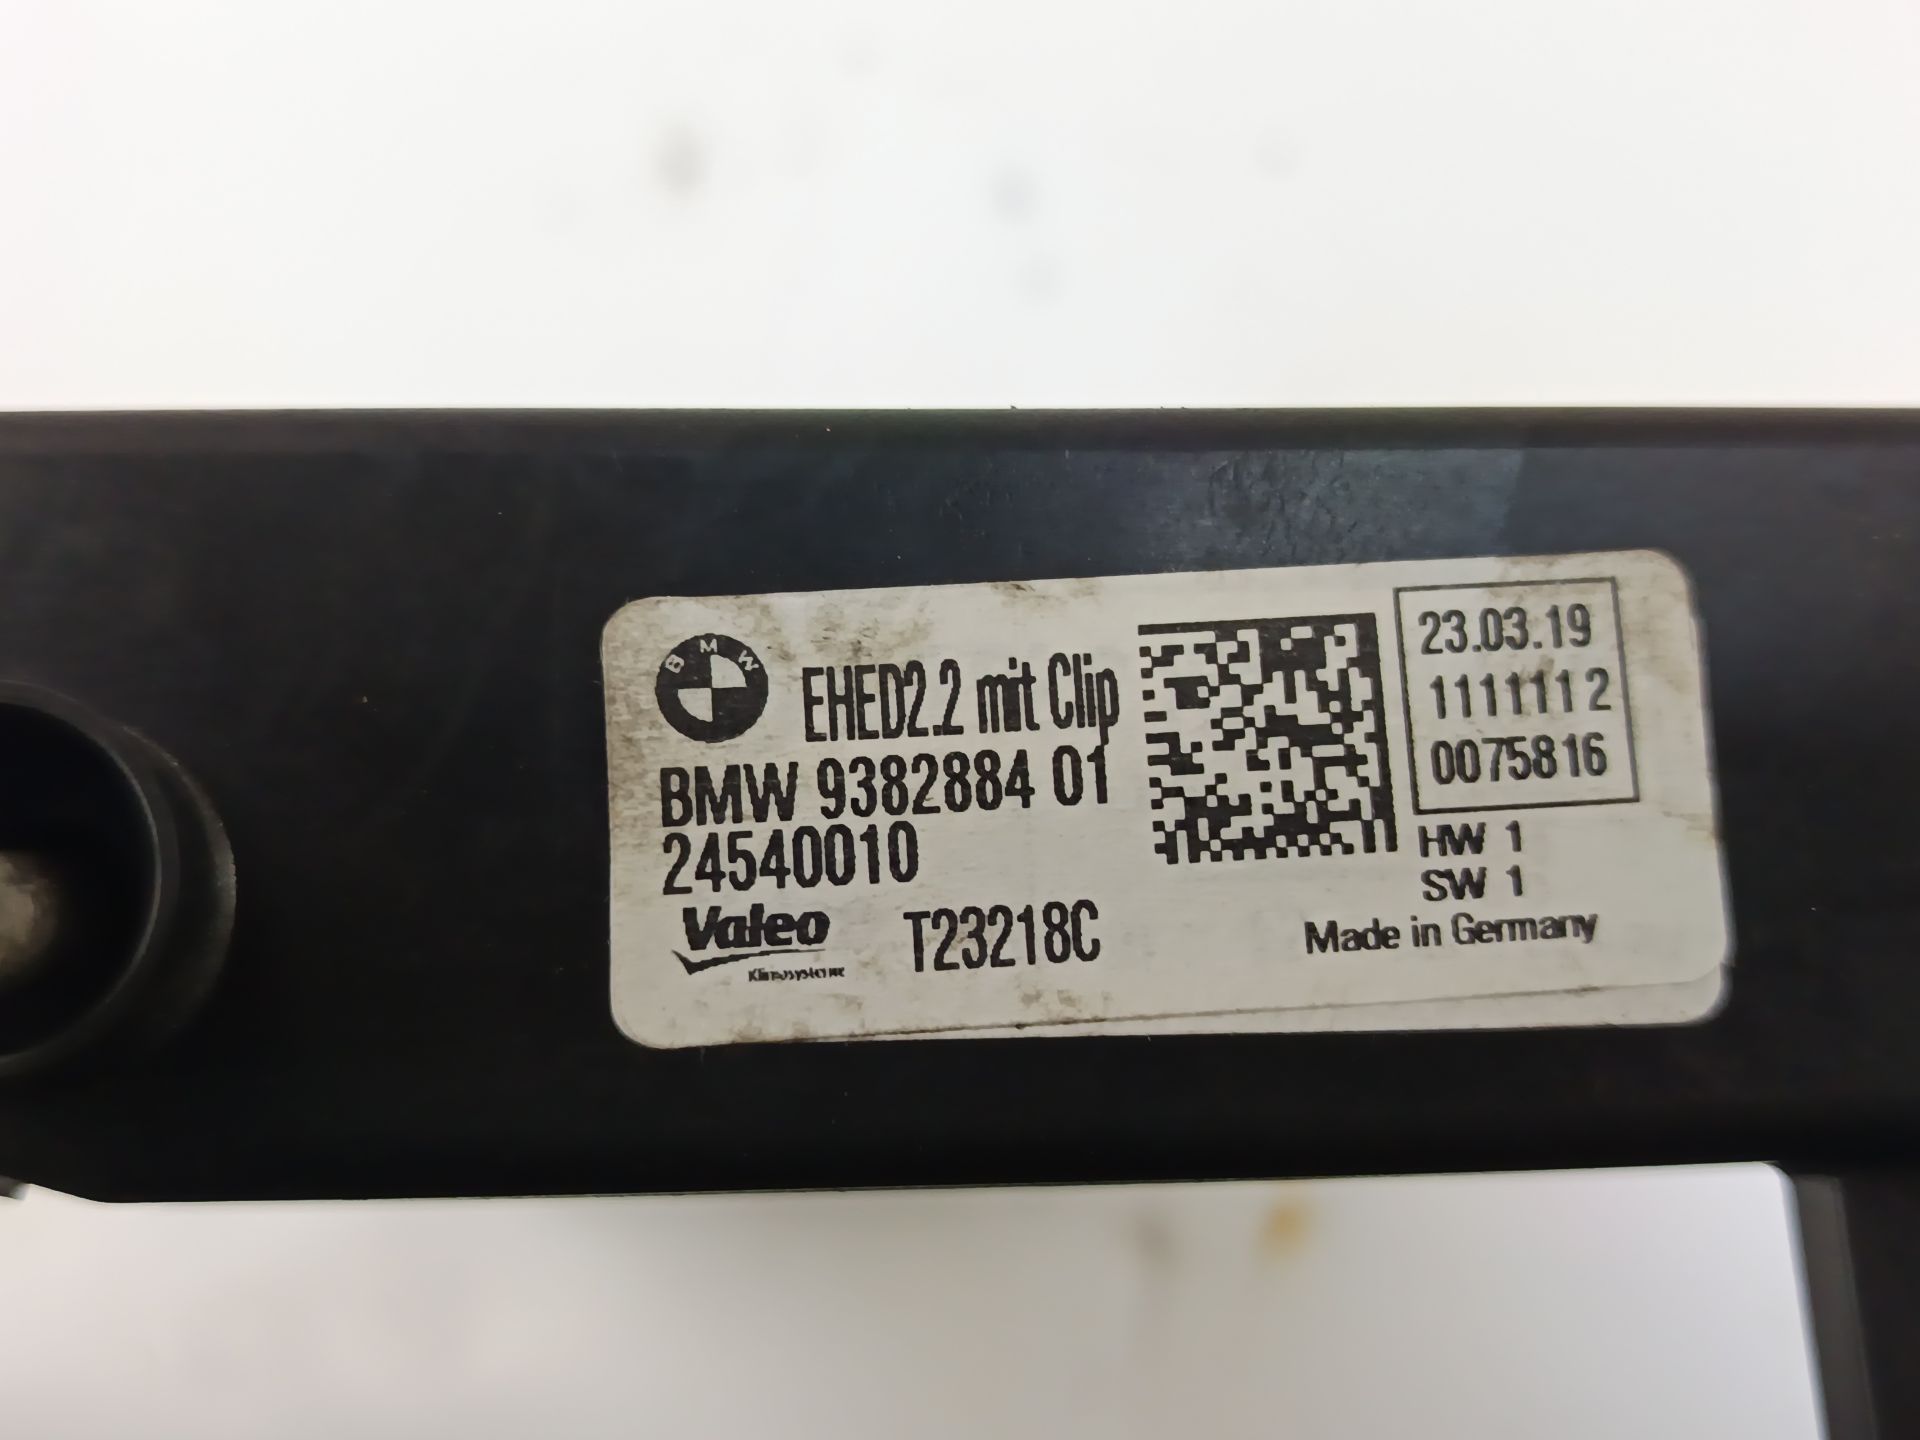 BMW
EHED2.2 mit Clip
BMW 9382884 01
24540010
Valeo
Klimasysteme
T23218C
23.03.19
1111112
0075816
HW 1
SW 1
Made in Germany